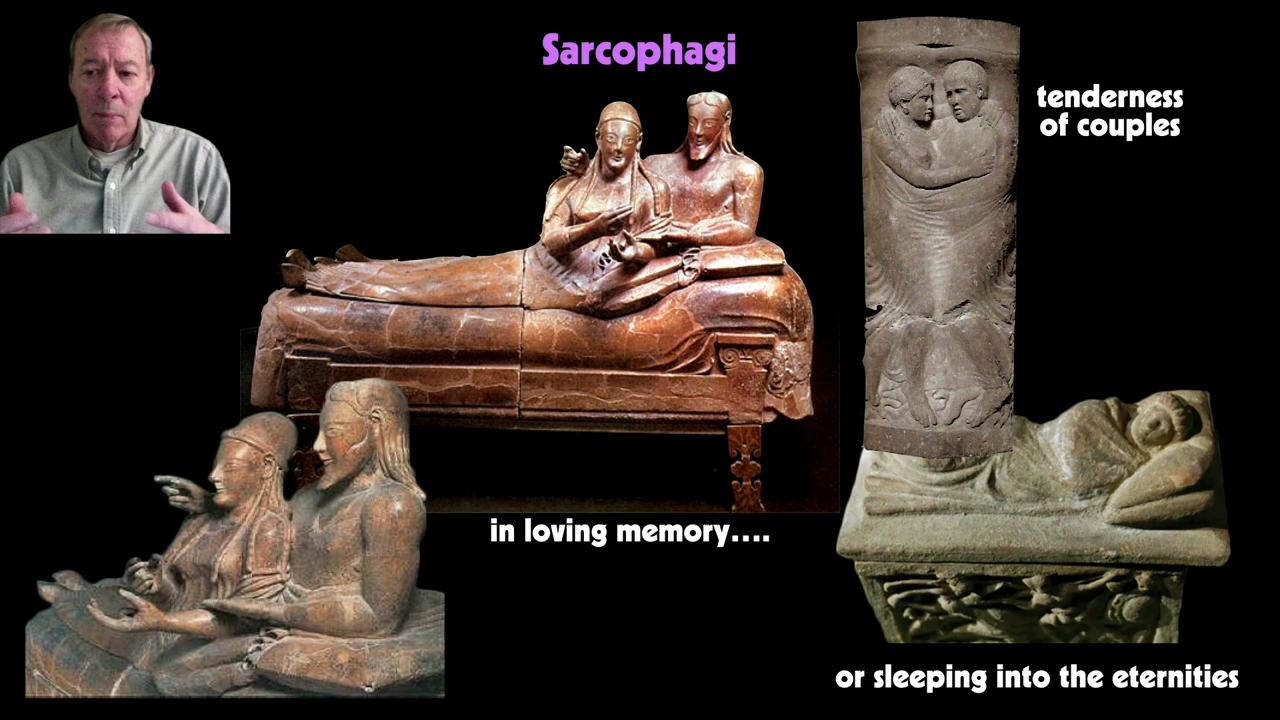 Sarcophagi
tenderness
of couples
in loving memory....
or sleeping into the eternities